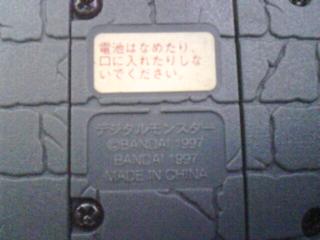 電池はなめたり、
口に入れたりしな
いでください。
デジタルモンスター
©BANDAI 1997
BANDAI 1997
MADE IN CHINA